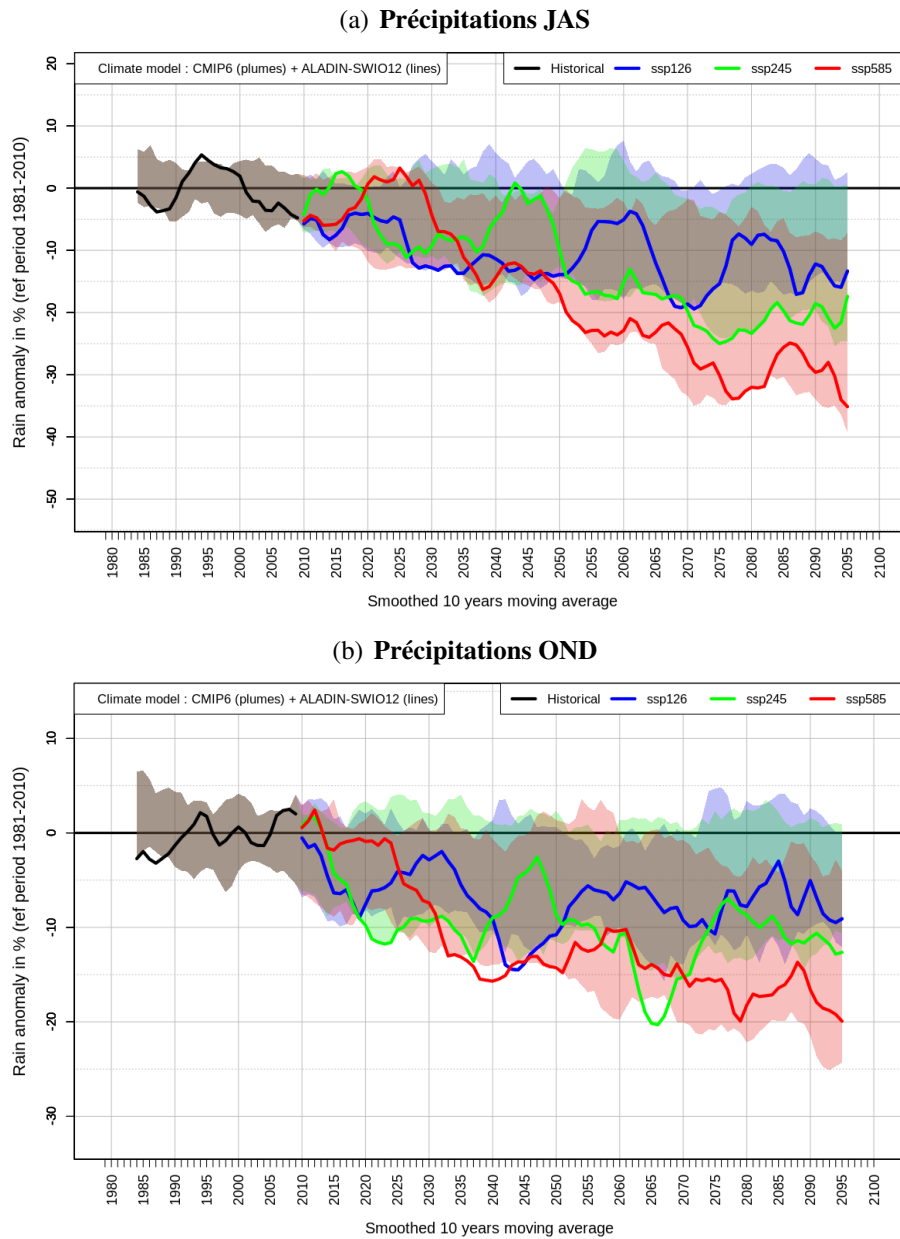 (a) Précipitations JAS
Climate model : CMIP6 (plumes) + ALADIN-SWIO12 (lines) Historical ssp126 ssp245 ssp585
Rain anomaly in % (ref period 1981-2010)
20
10
0
-10
-20
-30
-40
-50
1980 1985 1990 1995 2000 2005 2010 2015 2020 2025 2030 2035 2040 2045 2050 2055 2060 2065 2070 2075 2080 2085 2090 2095 2100
Smoothed 10 years moving average
(b) Précipitations OND
Climate model : CMIP6 (plumes) + ALADIN-SWIO12 (lines) Historical ssp126 ssp245 ssp585
Rain anomaly in % (ref period 1981-2010)
10
0
-10
-20
-30
1980 1985 1990 1995 2000 2005 2010 2015 2020 2025 2030 2035 2040 2045 2050 2055 2060 2065 2070 2075 2080 2085 2090 2095 2100
Smoothed 10 years moving average